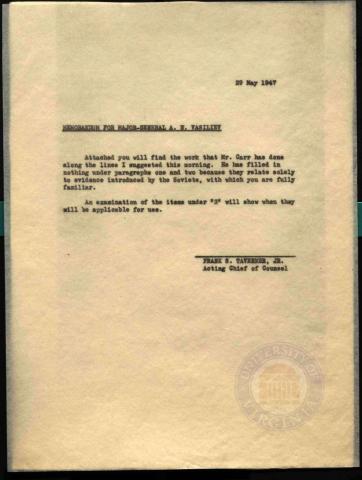 29 May 1947
MEMORANDUM FOR MAJOR-GENERAL A. N. VASILIEV
Attached you will find the work that Mr. Carr has done
along the lines I suggested this morning. He has filled in
nothing under paragraphs one and two because they relate solely
to evidence introduced by the Soviets, with which you are fully
familiar.
An examination of the items under "3" will show when they
will be applicable for use.
FRANK S. TAVENNER, JR.
Acting Chief of Counsel
UNIVERSITY OF
VIRGINIA